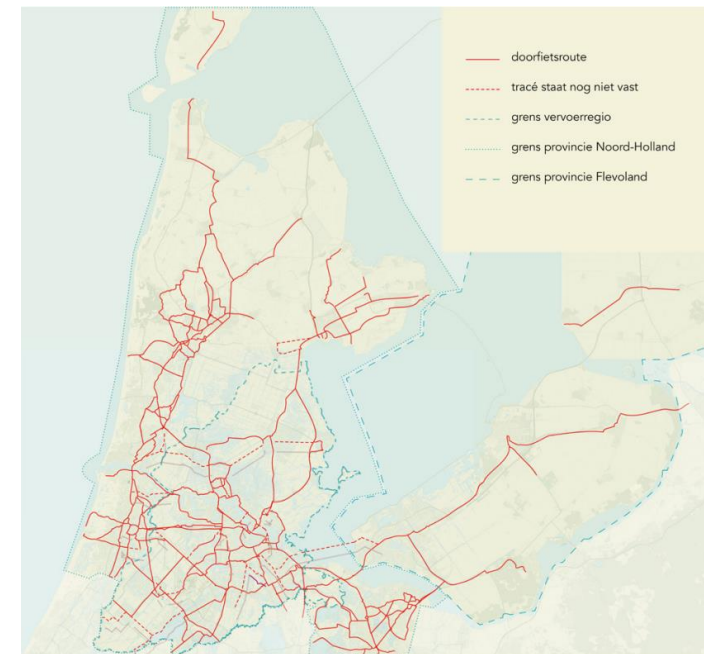 doorfietsroute
tracé staat nog niet vast
grens vervoerregio
grens provincie Noord-Holland
grens provincie Flevoland